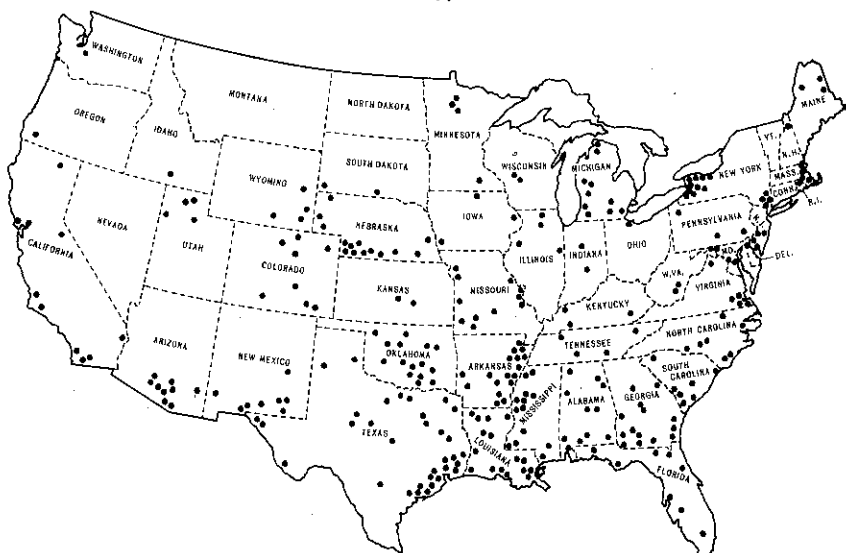 WASHINGTON
OREGON
IDAHO
MONTANA
NORTH DAKOTA
SOUTH DAKOTA
MINNESOTA
WISCONSIN
MICHIGAN
NEW YORK
VT.
N.H.
MAINE
MASS.
CONN.
R.I.
WYOMING
NEBRASKA
IOWA
ILLINOIS
INDIANA
OHIO
PENNSYLVANIA
MD.
DEL.
W.VA.
VIRGINIA
CALIFORNIA
NEVADA
UTAH
COLORADO
KANSAS
MISSOURI
KENTUCKY
TENNESSEE
NORTH CAROLINA
SOUTH
CAROLINA
ARIZONA
NEW MEXICO
OKLAHOMA
ARKANSAS
MISSISSIPPI
ALABAMA
GEORGIA
TEXAS
LOUISIANA
FLORIDA